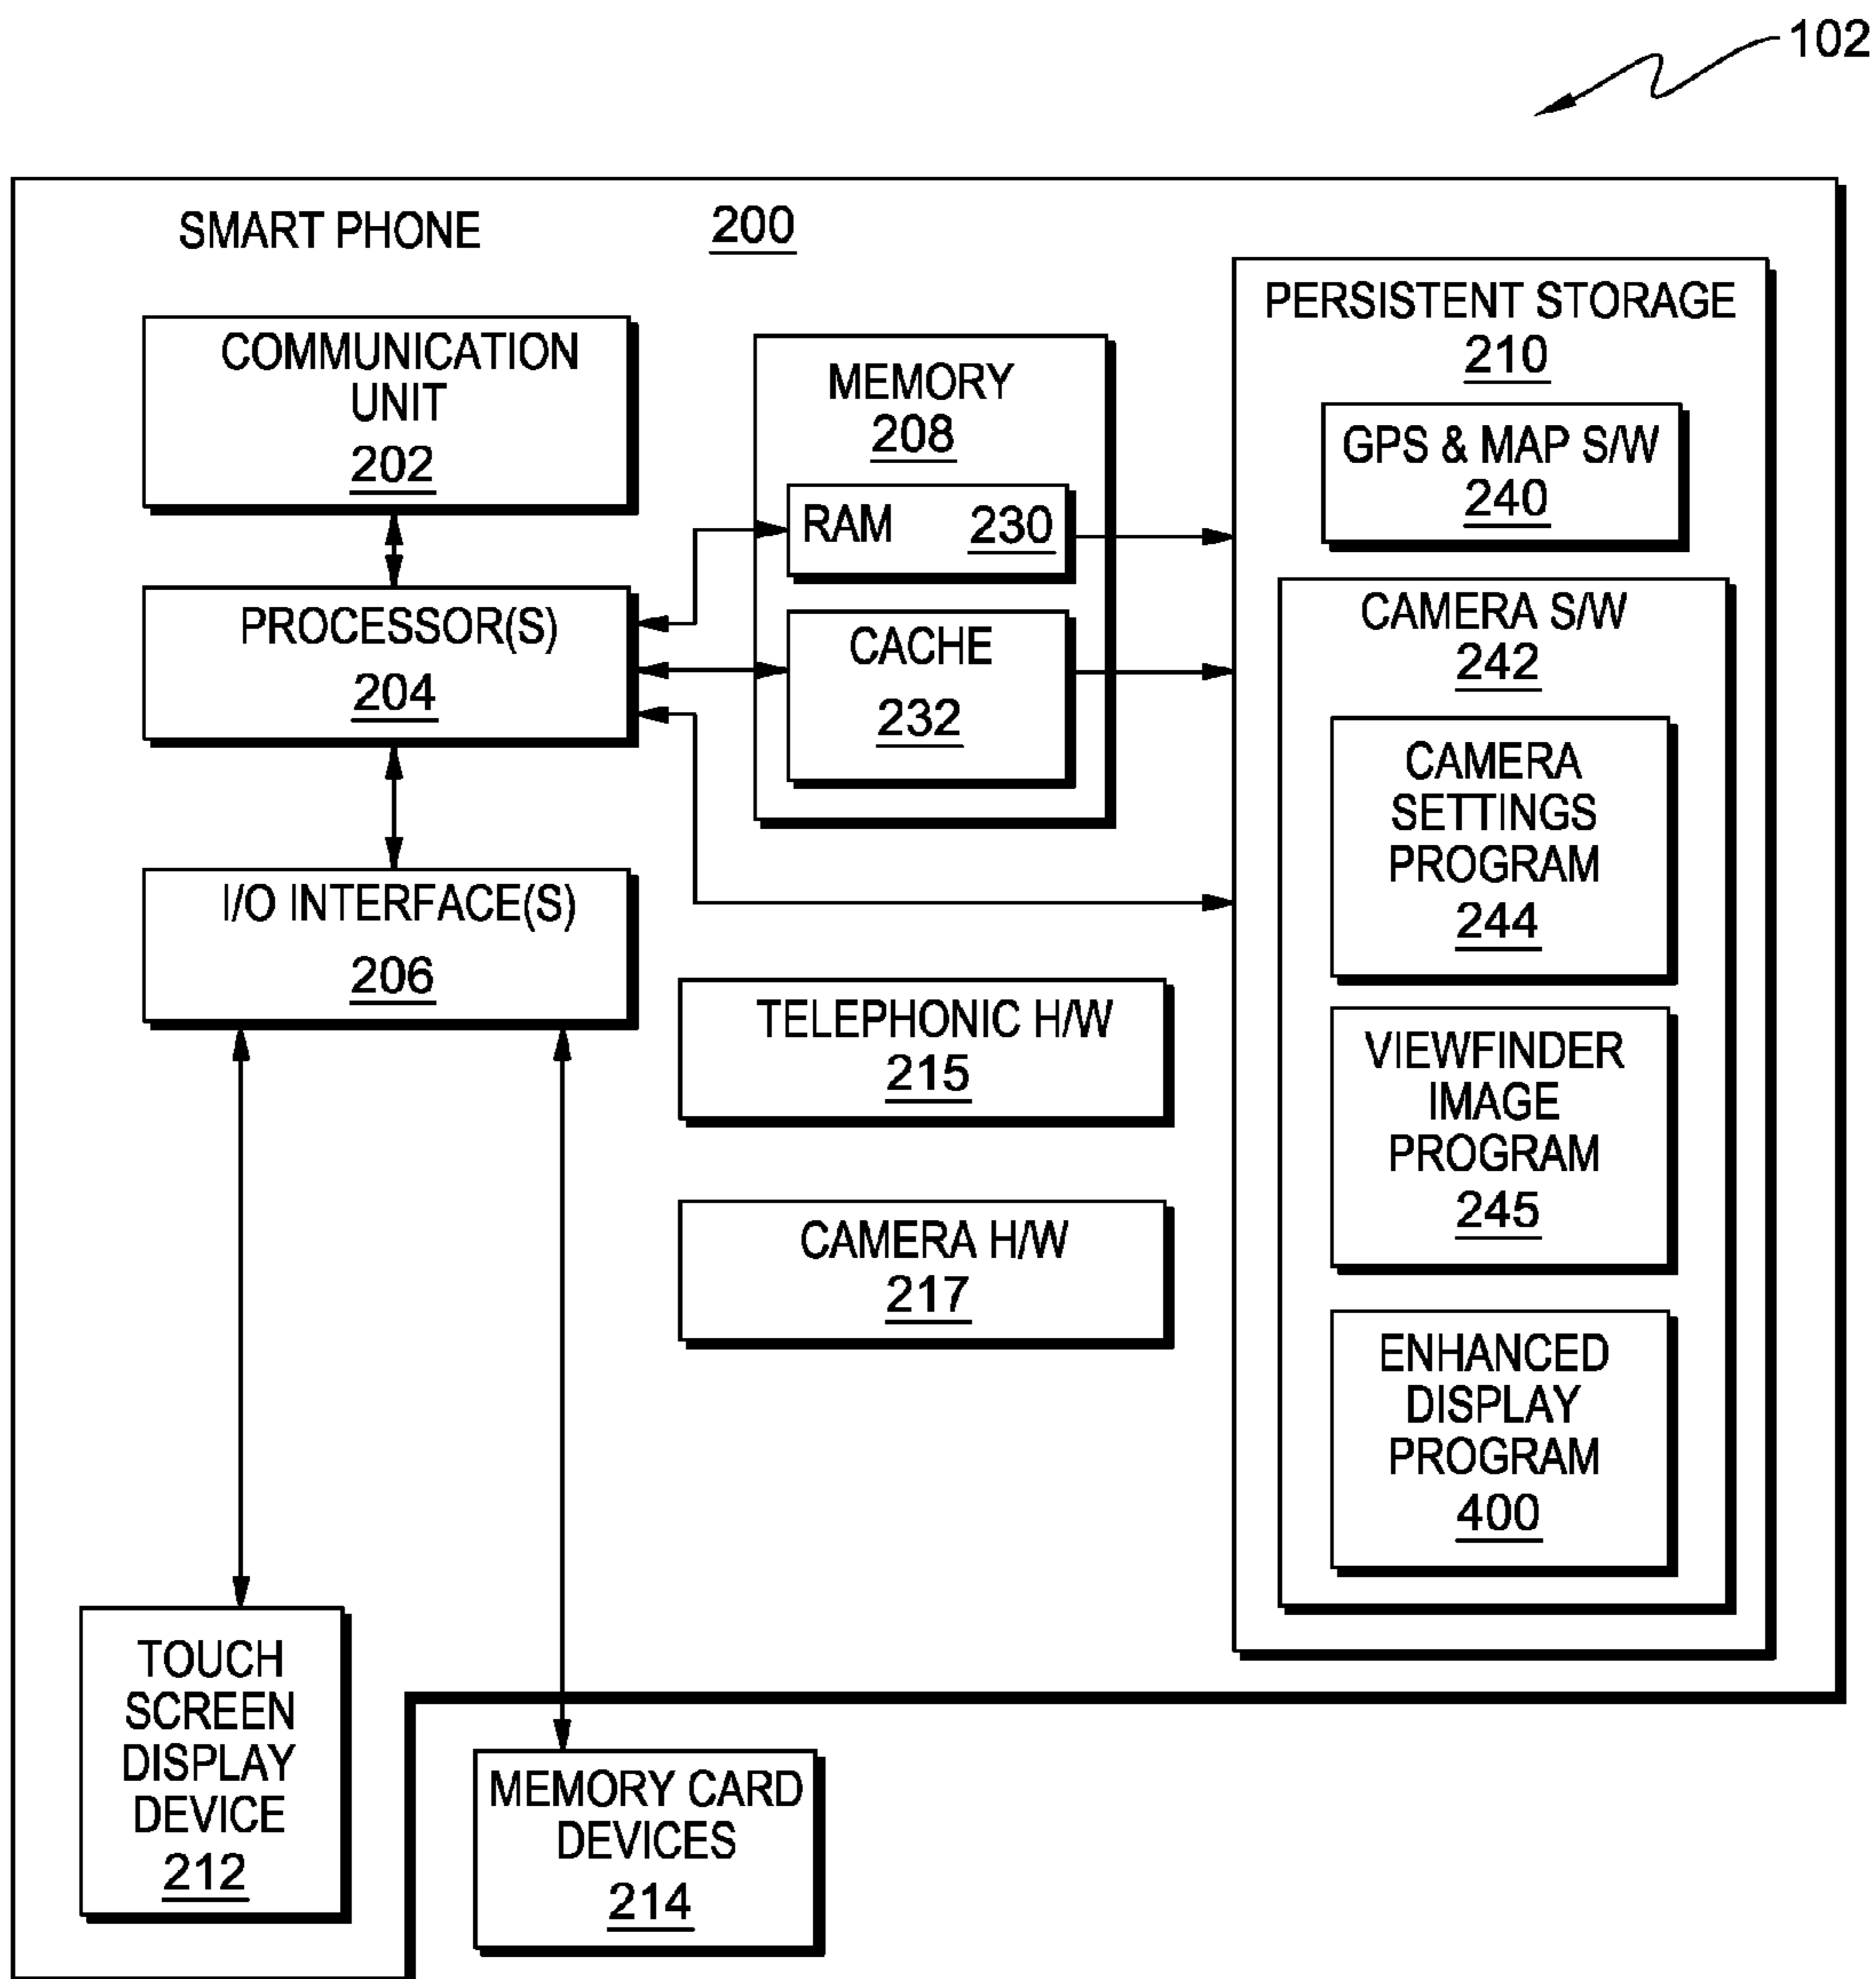 102
SMART PHONE 200
COMMUNICATION
UNIT
202
PROCESSOR(S)
204
I/O INTERFACE(S)
206
MEMORY
208
RAM 230
CACHE
232
TELEPHONIC H/W
215
CAMERA H/W
217
PERSISTENT STORAGE
210
GPS & MAP S/W
240
CAMERA S/W
242
CAMERA
SETTINGS
PROGRAM
244
VIEWFINDER
IMAGE
PROGRAM
245
ENHANCED
DISPLAY
PROGRAM
400
TOUCH
SCREEN
DISPLAY
DEVICE
212
MEMORY CARD
DEVICES
214